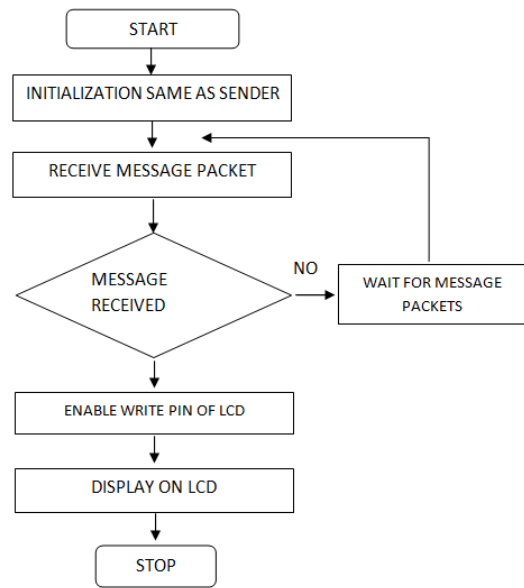 START
INITIALIZATION SAME AS SENDER
RECEIVE MESSAGE PACKET
MESSAGE
RECEIVED
NO
WAIT FOR MESSAGE
PACKETS
ENABLE WRITE PIN OF LCD
DISPLAY ON LCD
STOP